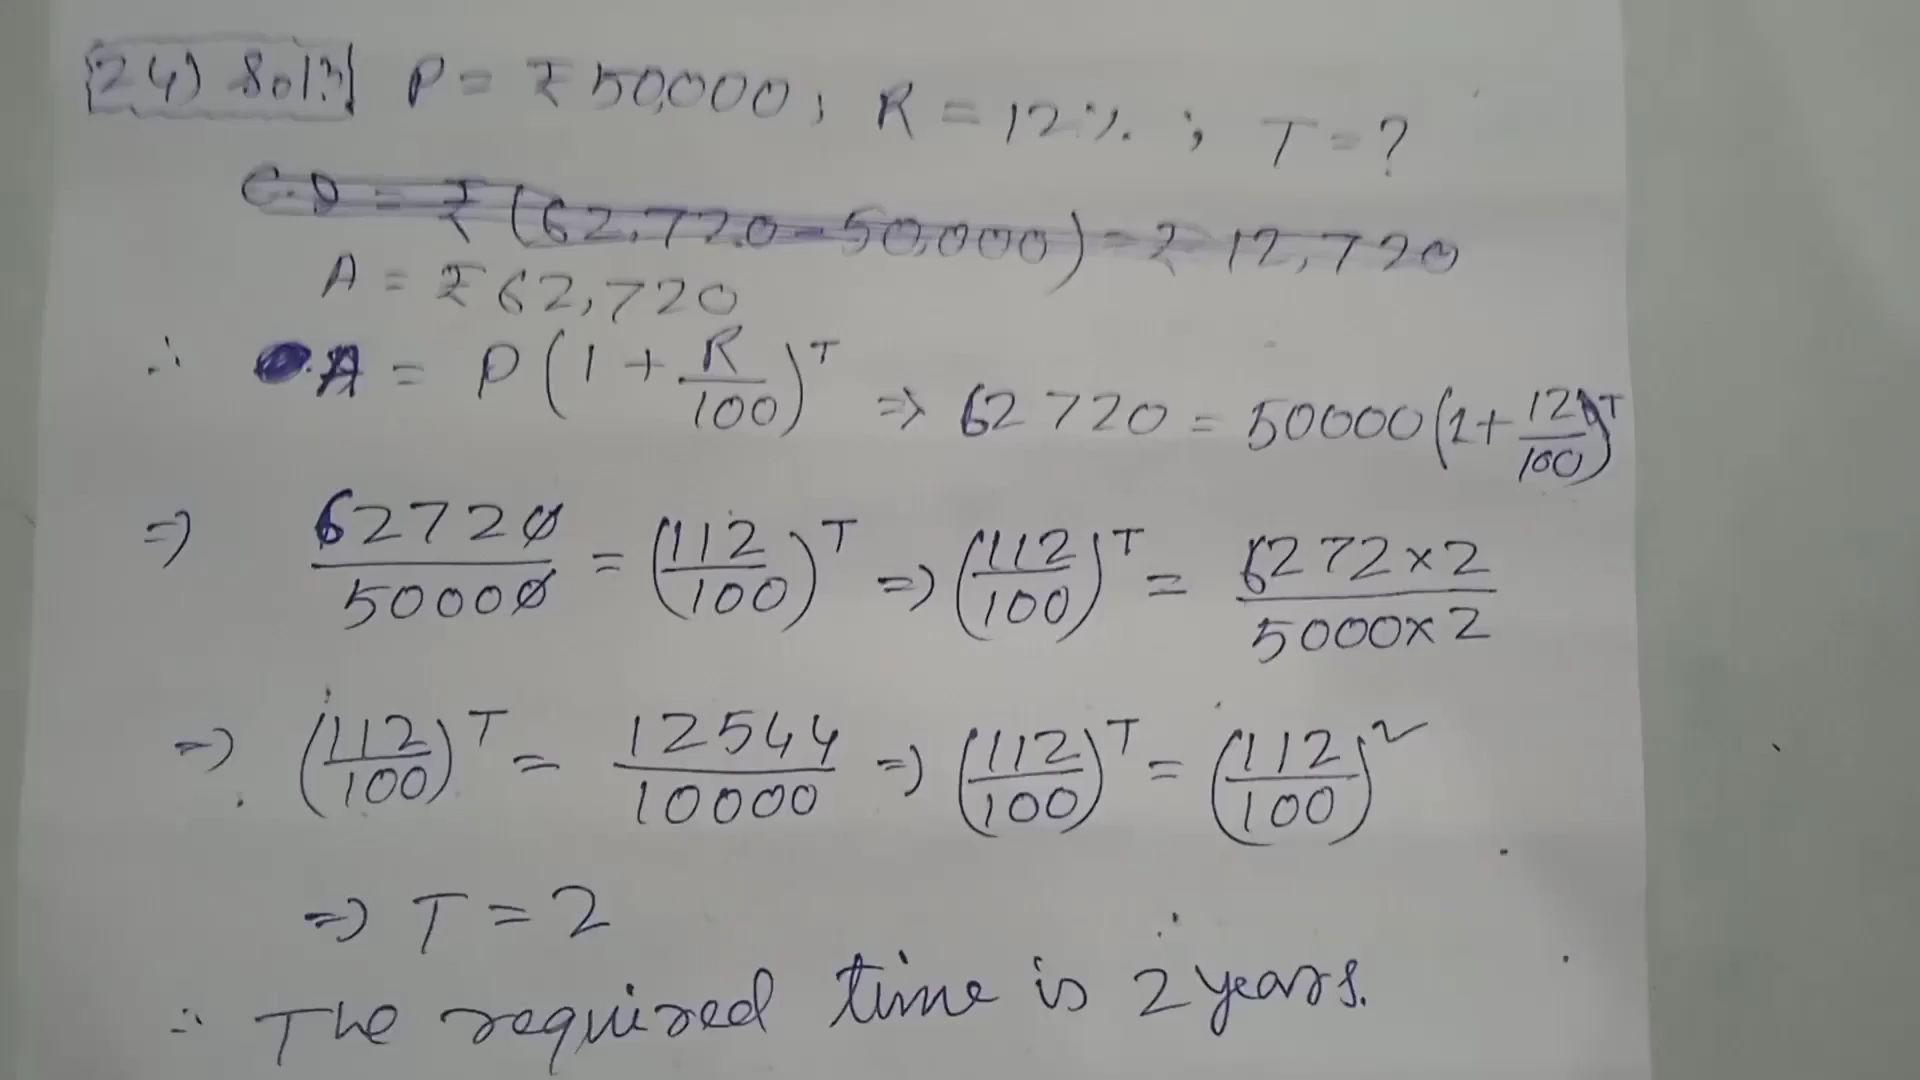 24) Sol? P = ₹ 50,000 ; R = 12% ; T = ?
C.I = ₹ (62,720 - 50,000) = ₹ 12,720
A = ₹ 62,720
∴ A = P(1 + R/100)^T => 62720 = 50000(1 + 12/100)^T
=> 62720/50000 = (112/100)^T => (112/100)^T = 6272×2/5000×2
=> (112/100)^T = 12544/10000 => (112/100)^T = (112/100)^2
=> T = 2
∴ The required time is 2 years.